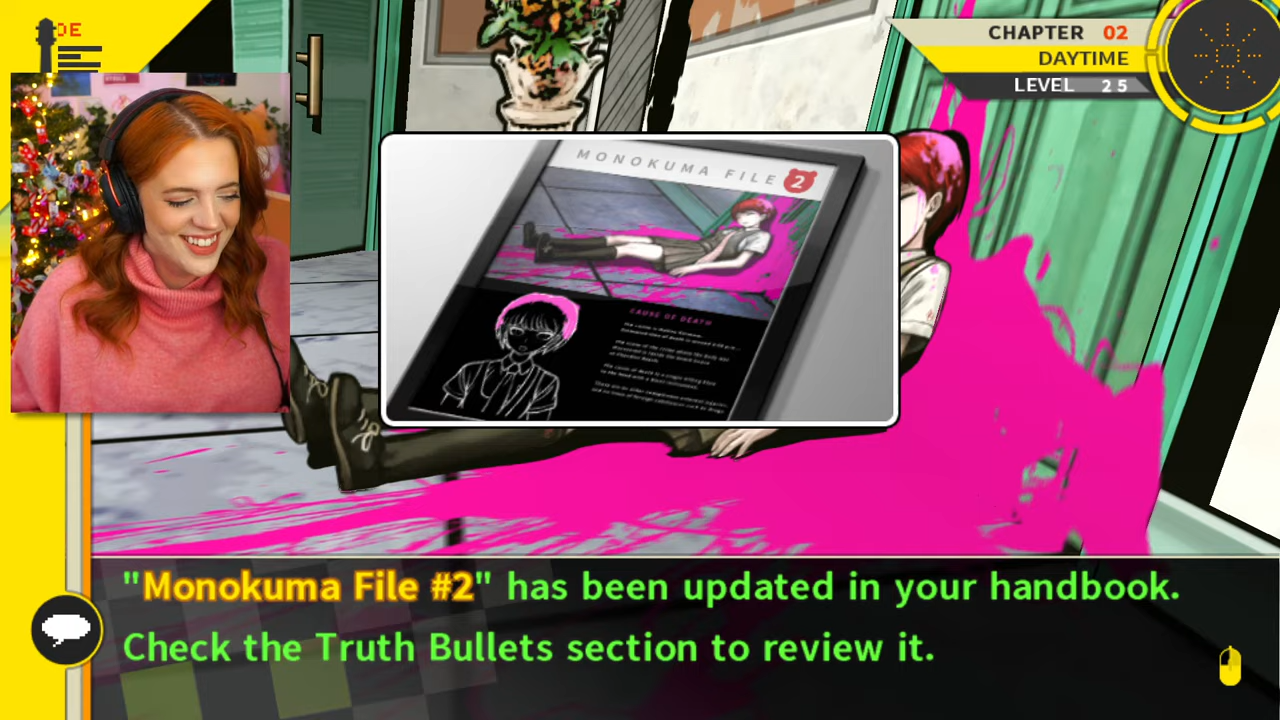 DE
CHAPTER 02
DAYTIME
LEVEL 25
MONOKUMA FILE 2
CAUSE OF DEATH
"Monokuma File #2" has been updated in your handbook.
Check the Truth Bullets section to review it.